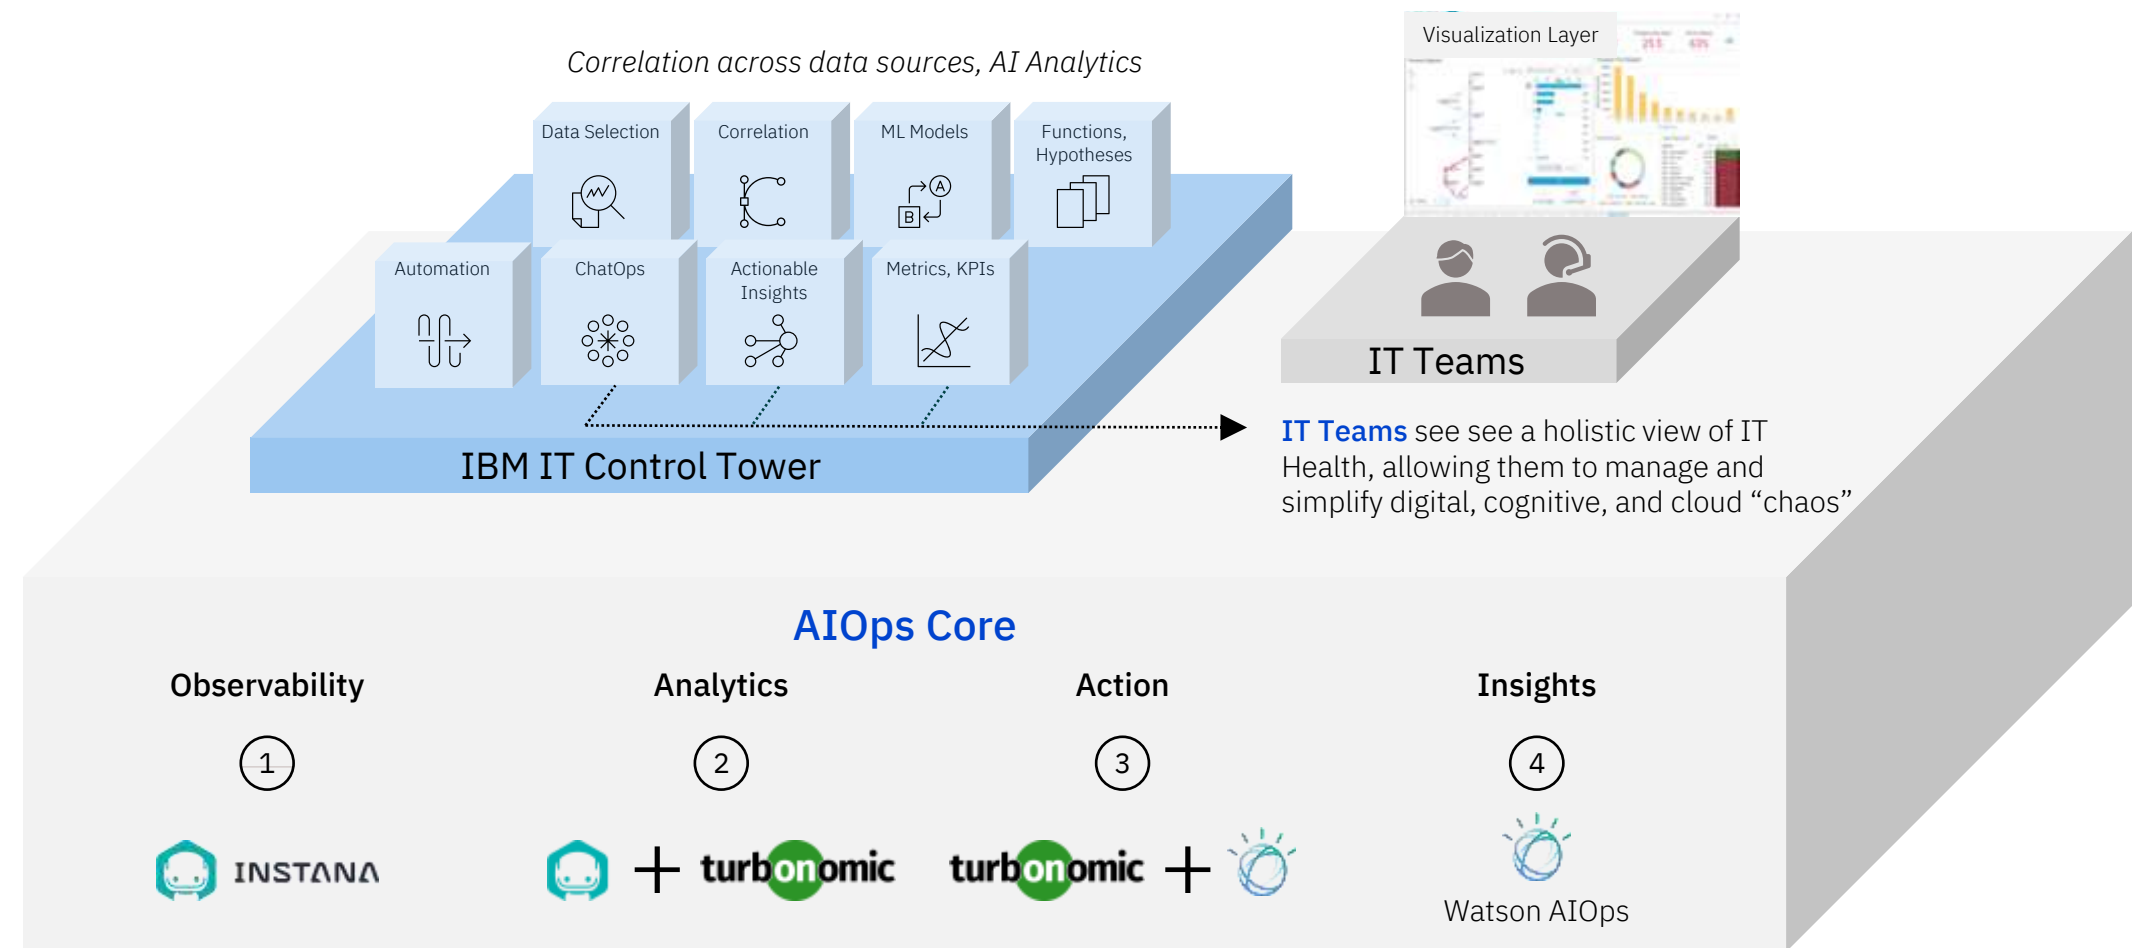 Visualization Layer
Correlation across data sources, AI Analytics
Data Selection
Correlation
ML Models
Functions,
Hypotheses
Automation
ChatOps
Actionable
Insights
Metrics, KPIs
IBM IT Control Tower
IT Teams
IT Teams see see a holistic view of IT
Health, allowing them to manage and
simplify digital, cognitive, and cloud “chaos”
AIOps Core
Observability
Analytics
Action
Insights
1
2
3
4
INSTANA
+ turbonomic
turbonomic +
Watson AIOps
A
B